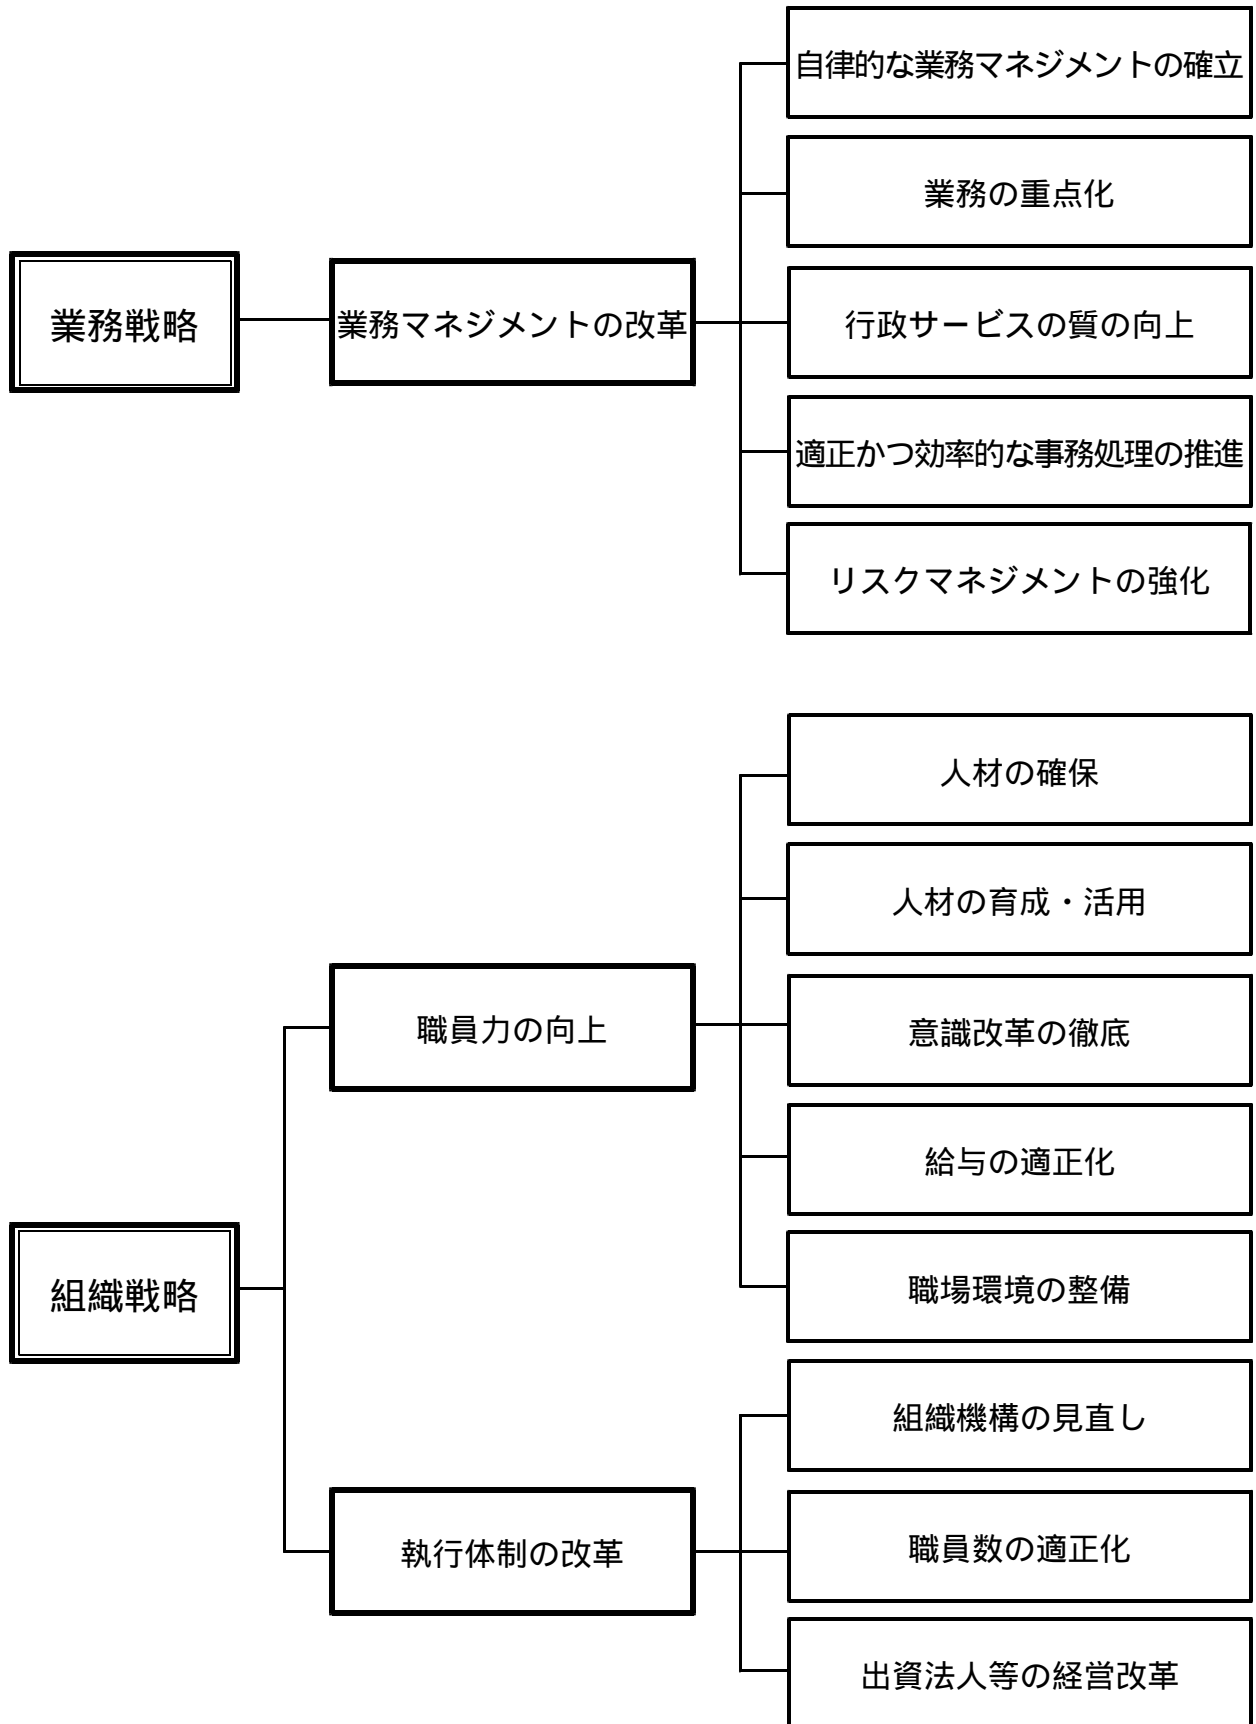 業務戦略
業務マネジメントの改革
自律的な業務マネジメントの確立
業務の重点化
行政サービスの質の向上
適正かつ効率的な事務処理の推進
リスクマネジメントの強化
組織戦略
職員力の向上
人材の確保
人材の育成・活用
意識改革の徹底
給与の適正化
職場環境の整備
執行体制の改革
組織機構の見直し
職員数の適正化
出資法人等の経営改革